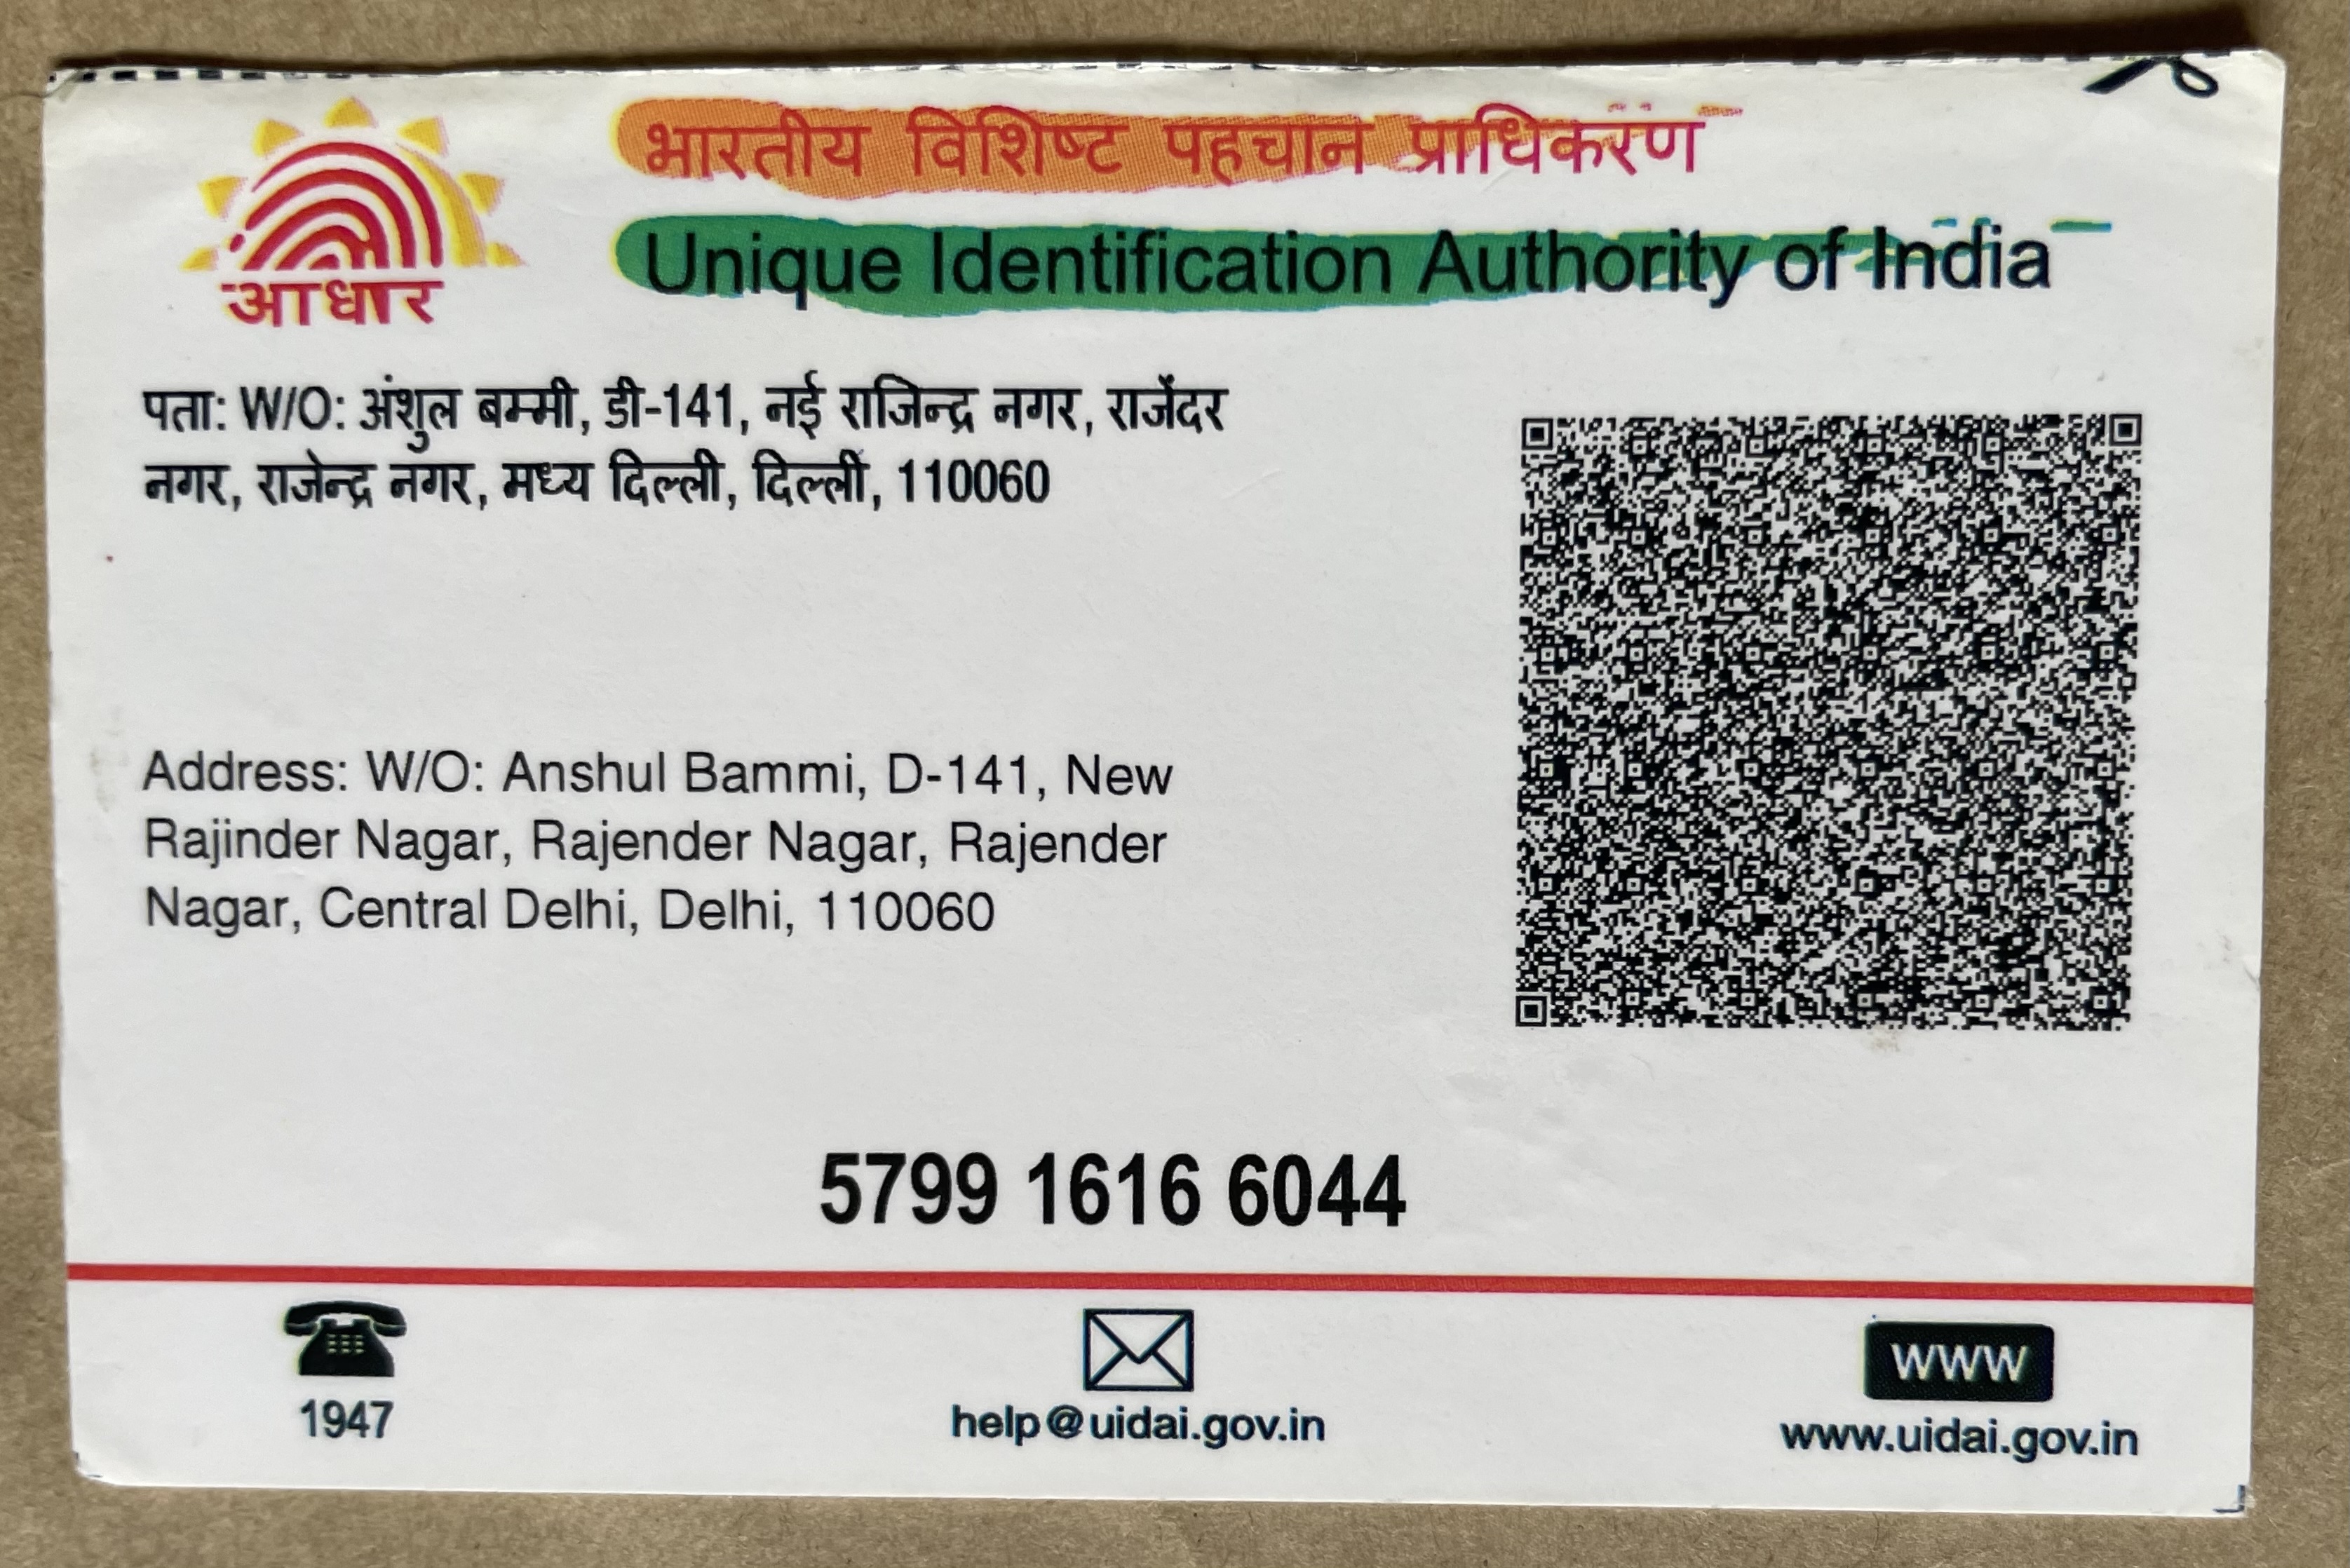 आधार
भारतीय विशिष्ट पहचान प्राधिकरण
Unique Identification Authority of India
पता: W/O: अंशुल बम्मी, डी-141, नई राजिन्द्र नगर, राजेंदर
नगर, राजेन्द्र नगर, मध्य दिल्ली, दिल्ली, 110060
Address: W/O: Anshul Bammi, D-141, New
Rajinder Nagar, Rajender Nagar, Rajender
Nagar, Central Delhi, Delhi, 110060
5799 1616 6044
1947
help@uidai.gov.in
www
www.uidai.gov.in